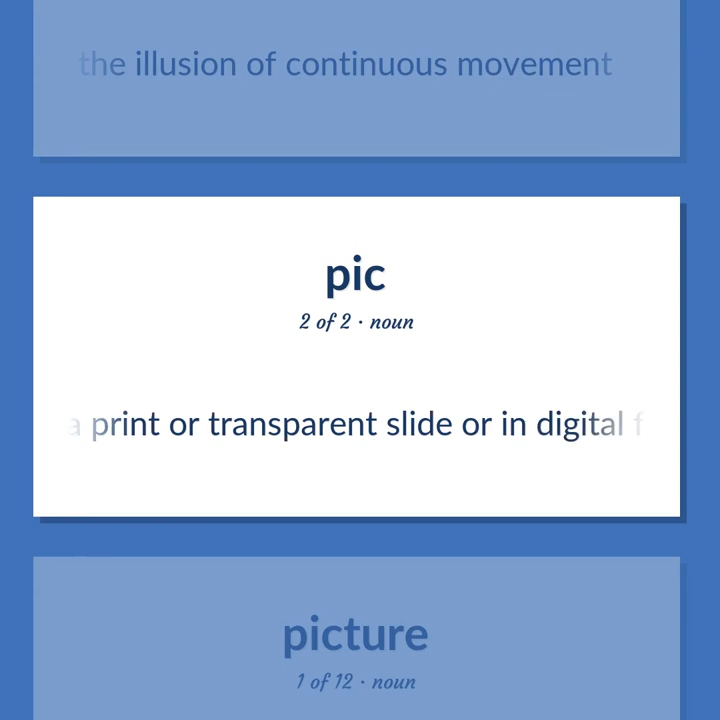 the illusion of continuous movement
pic
2 of 2 · noun
a print or transparent slide or in digital f
picture
1 of 12 · noun